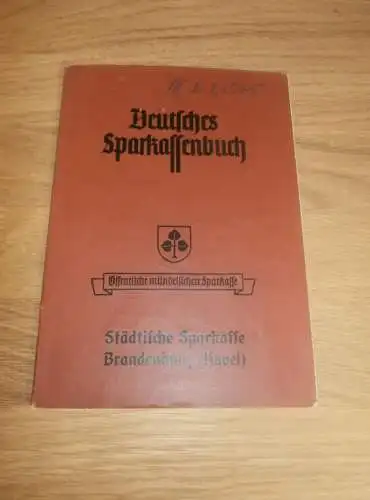 Deutsches
Sparkassenbuch
Öffentliche mündelsichere Sparkasse
Städtische Sparkasse
Brandenburg (Havel)